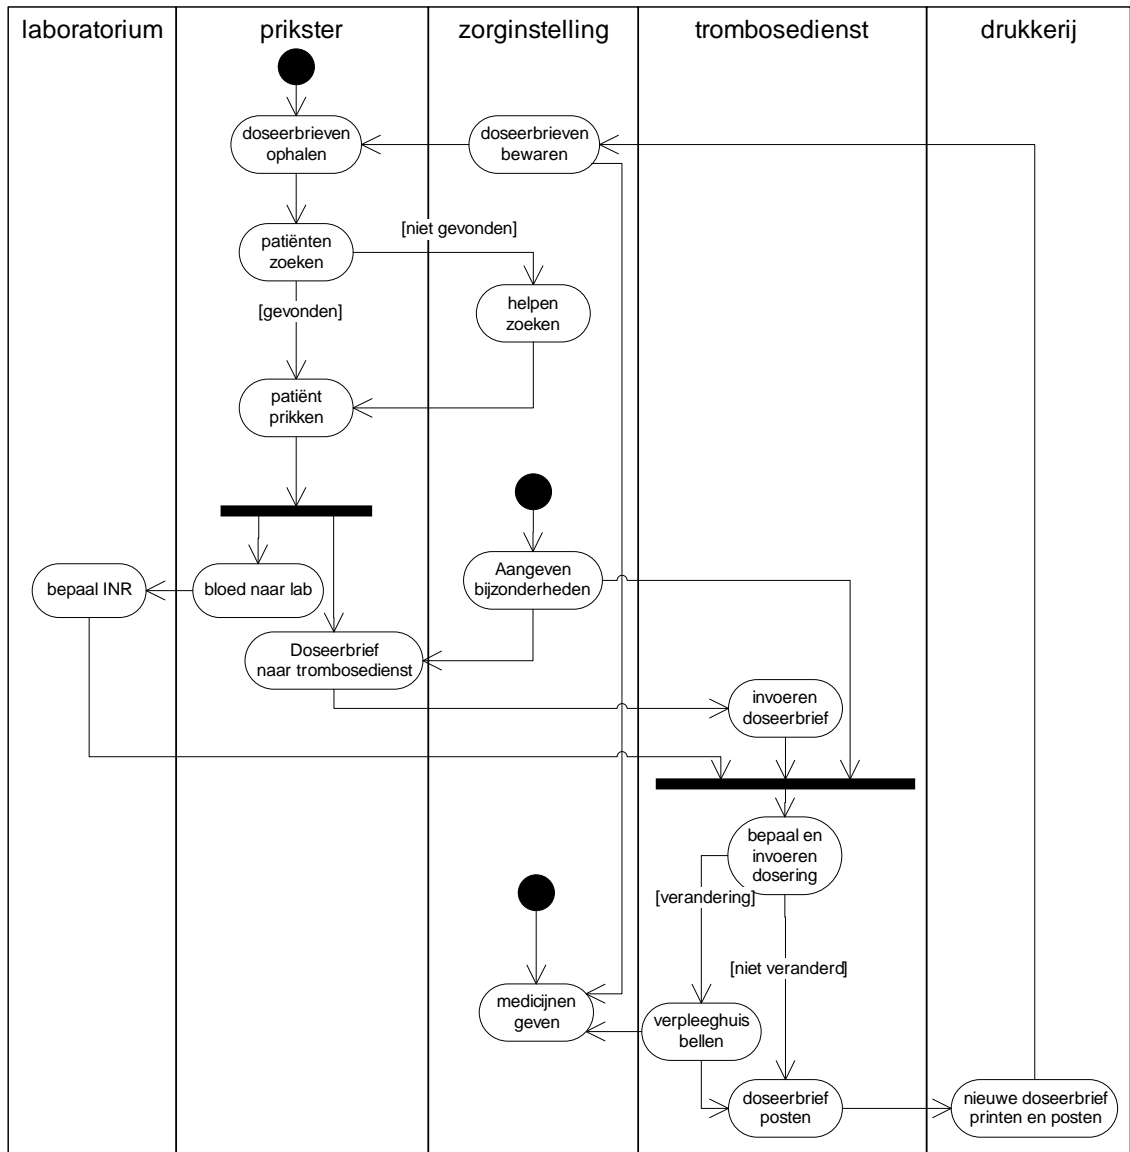 laboratorium
prikster
zorginstelling
trombosedienst
drukkerij
doseerbrieven
ophalen
doseerbrieven
bewaren
[niet gevonden]
patiënten
zoeken
[gevonden]
helpen
zoeken
patiënt
prikken
Aangeven
bijzonderheden
bepaal INR
bloed naar lab
Doseerbrief
naar trombosedienst
invoeren
doseerbrief
bepaal en
invoeren
dosering
[verandering]
[niet veranderd]
medicijnen
geven
verpleeghuis
bellen
doseerbrief
posten
nieuwe doseerbrief
printen en posten